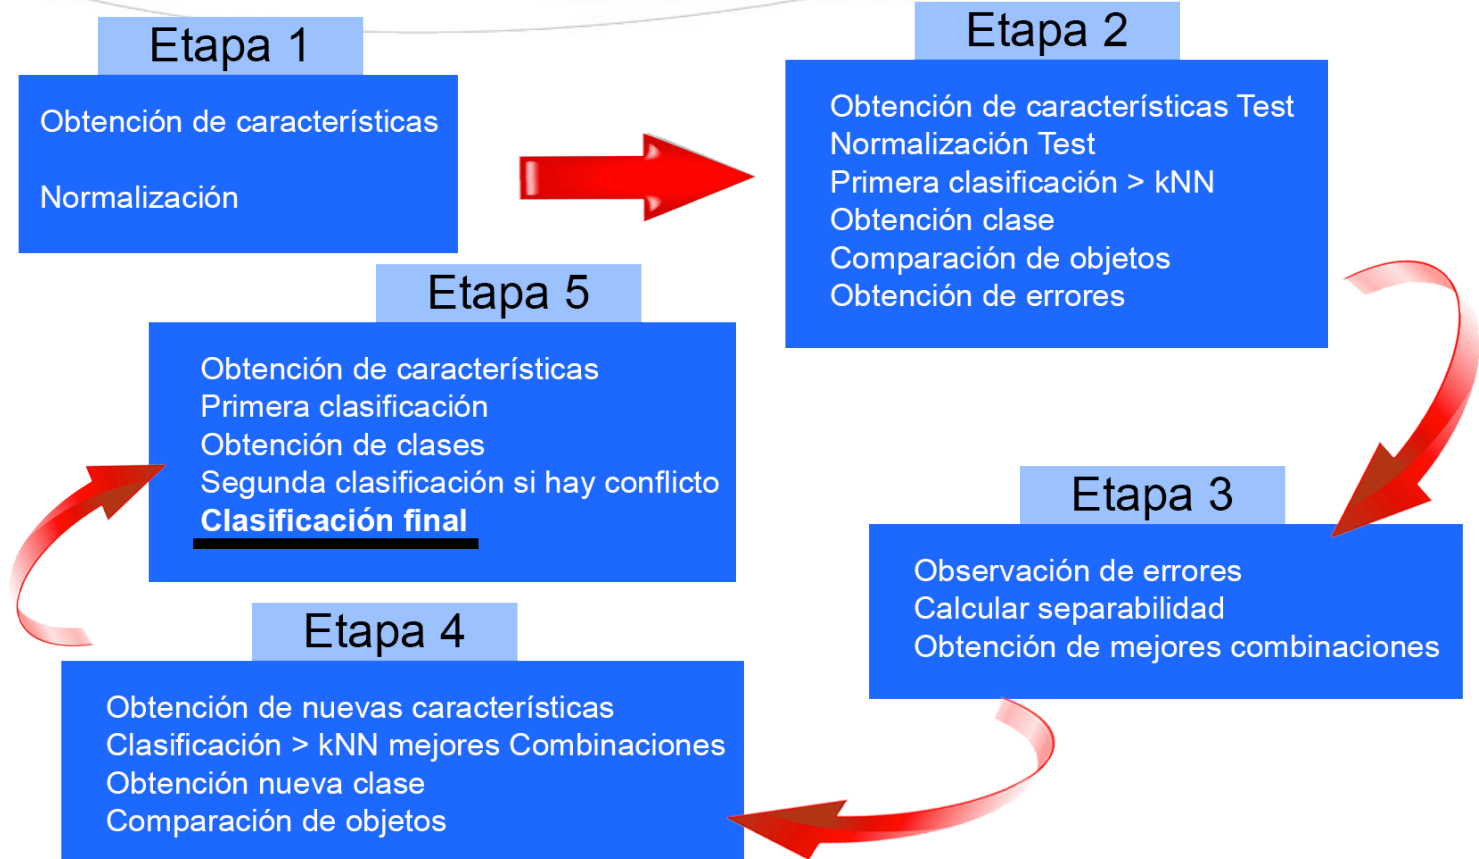 Etapa 1
Obtención de características
Normalización
Etapa 2
Obtención de características Test
Normalización Test
Primera clasificación > kNN
Obtención clase
Comparación de objetos
Obtención de errores
Etapa 3
Observación de errores
Calcular separabilidad
Obtención de mejores combinaciones
Etapa 4
Obtención de nuevas características
Clasificación > kNN mejores Combinaciones
Obtención nueva clase
Comparación de objetos
Etapa 5
Obtención de características
Primera clasificación
Obtención de clases
Segunda clasificación si hay conflicto
Clasificación final